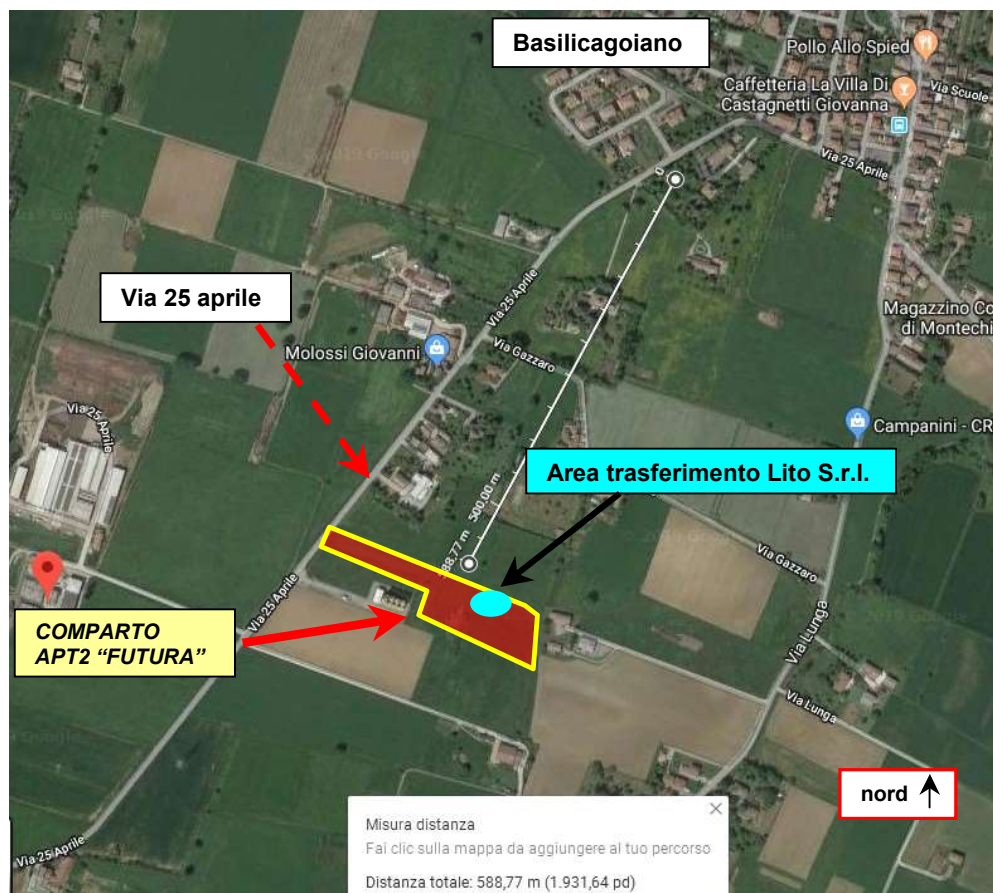 Basilicagoiano
Pollo Allo Spied
Caffetteria La Villa Di
Castagnetti Giovanna
Via Scuole
Via 25 Aprile
0
Via 25 aprile
Via 25 Aprile
Molossi Giovanni
Via Gazzaro
Magazzino Co
di Montechi
Via 25 Aprile
Campanini - CR
Area trasferimento Lito S.r.l.
500,00 m
588,77 m
Via Gazzaro
Via 25 Aprile
COMPARTO
APT2 “FUTURA”
Via Lunga
Via Lunga
nord
Via 25 Aprile
Misura distanza
Fai clic sulla mappa da aggiungere al tuo percorso
Distanza totale: 588,77 m (1.931,64 pd)